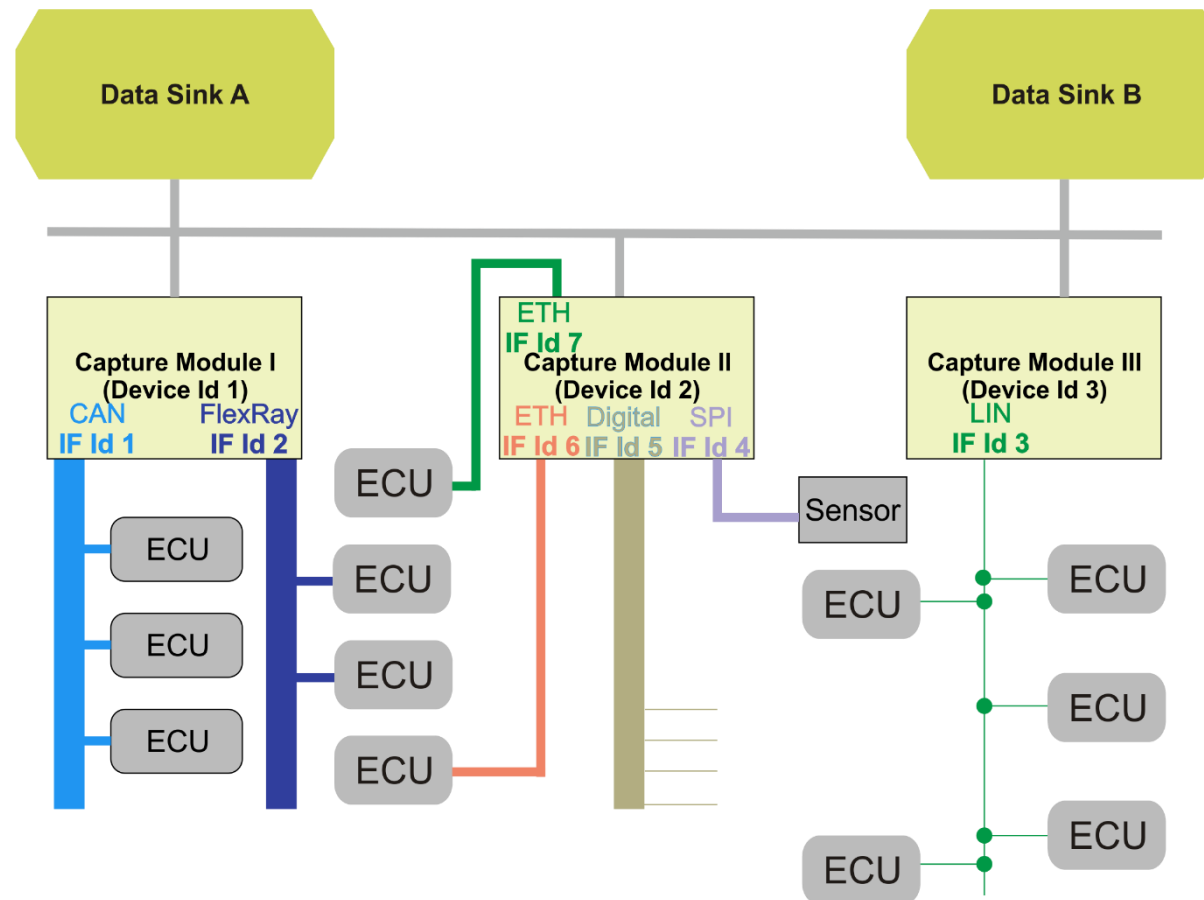 Data Sink A
Data Sink B
ETH
IF Id 7
Capture Module I
(Device Id 1)
CAN
IF Id 1
FlexRay
IF Id 2
Capture Module II
(Device Id 2)
ETH
IF Id 6
Digital
IF Id 5
SPI
IF Id 4
Capture Module III
(Device Id 3)
LIN
IF Id 3
ECU
Sensor
ECU
ECU
ECU
ECU
ECU
ECU
ECU
ECU
ECU
ECU
ECU